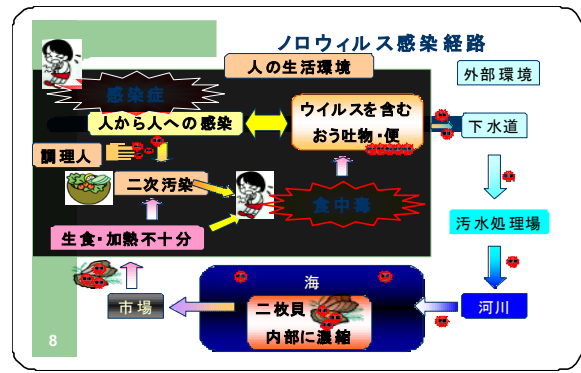 ノロウィルス感染経路
人の生活環境
外部環境
感染症
人から人への感染
ウイルスを含む
おう吐物・便
下水道
調理人
二次汚染
食中毒
生食・加熱不十分
汚水処理場
海
市場
二枚貝
内部に濃縮
河川
8